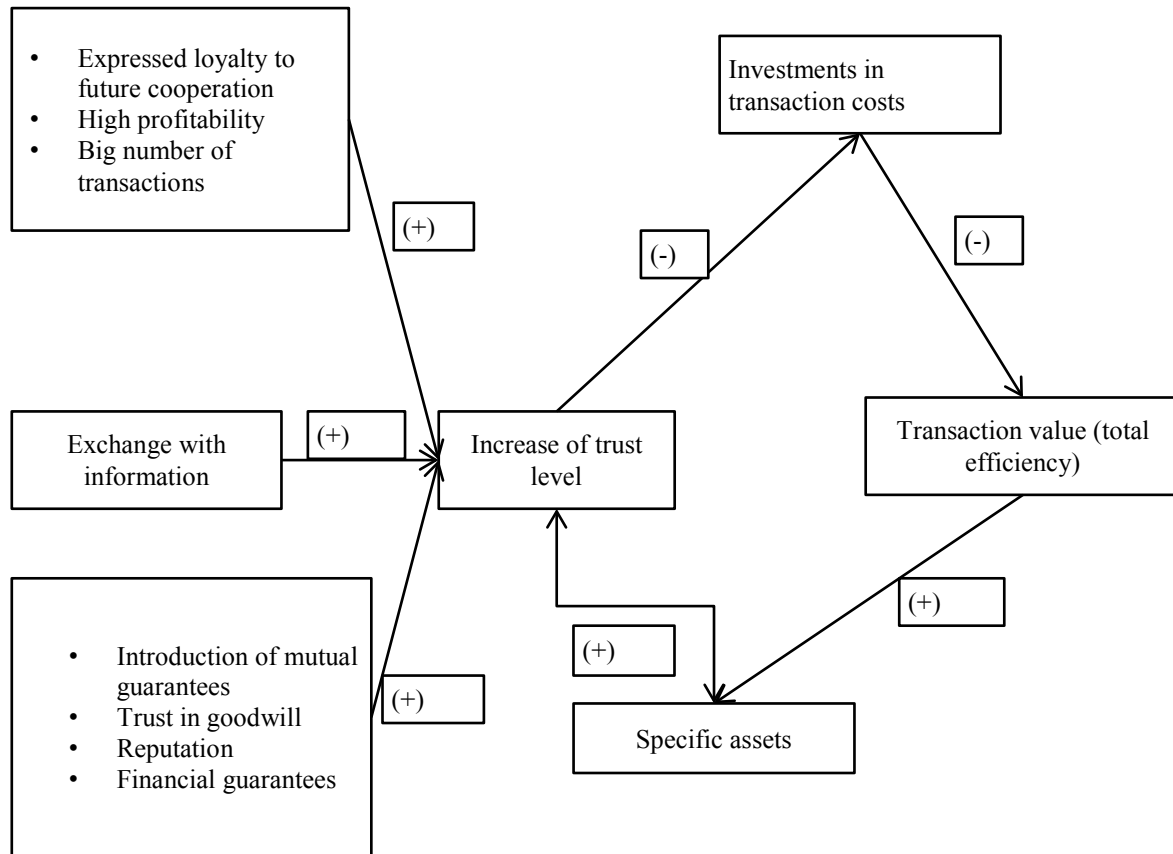 • Expressed loyalty to
future cooperation
• High profitability
• Big number of
transactions
Investments in
transaction costs
(+)
(-)
(-)
Exchange with
information
(+)
Increase of trust
level
Transaction value (total
efficiency)
• Introduction of mutual
guarantees
• Trust in goodwill
• Reputation
• Financial guarantees
(+)
(+)
(+)
Specific assets